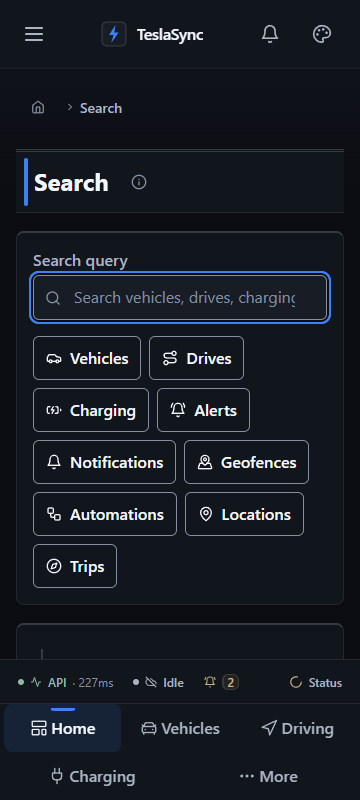 TeslaSync
Search
Search
Search query
Search vehicles, drives, charging
Vehicles
Drives
Charging
Alerts
Notifications
Geofences
Automations
Locations
Trips
API · 227ms
Idle
2
Status
Home
Vehicles
Driving
Charging
More